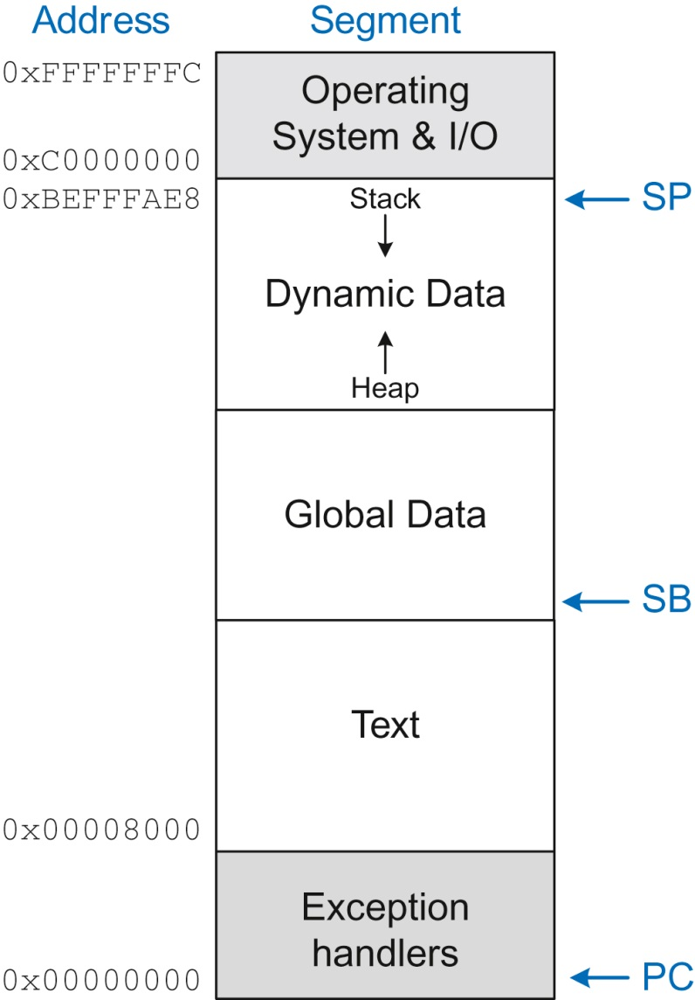 Address Segment
0xFFFFFFFC
Operating
System & I/O
0xC0000000
0xBEFFFAE8 Stack SP
Dynamic Data
Heap
Global Data
SB
Text
0x00008000
Exception
handlers
0x00000000 PC